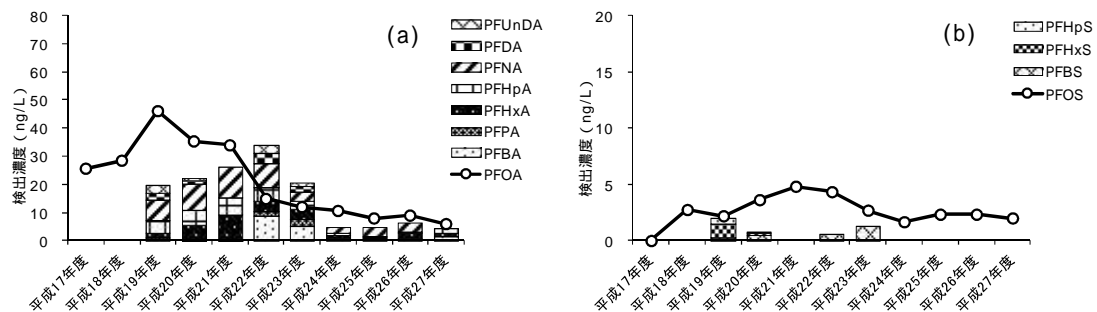 80
70
60
50
40
30
20
10
0
検出濃度(ng/L)
(a)
PFUnDA
PFDA
PFNA
PFHpA
PFHxA
PFPA
PFBA
PFOA
平成17年度
平成18年度
平成19年度
平成20年度
平成21年度
平成22年度
平成23年度
平成24年度
平成25年度
平成26年度
平成27年度
20
15
10
5
0
検出濃度(ng/L)
(b)
PFHpS
PFHxS
PFBS
PFOS
平成17年度
平成18年度
平成19年度
平成20年度
平成21年度
平成22年度
平成23年度
平成24年度
平成25年度
平成26年度
平成27年度